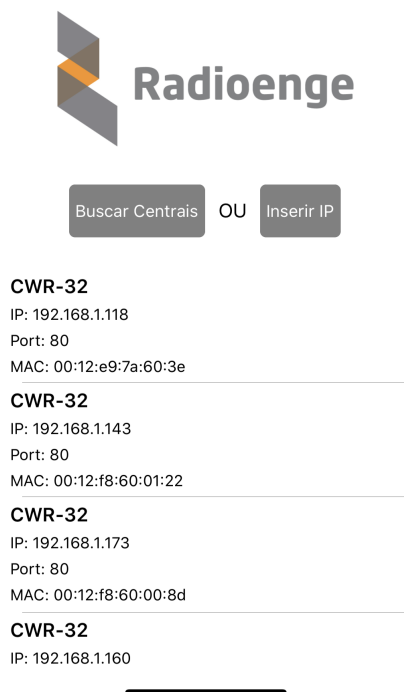 Radioenge
Buscar Centrais OU Inserir IP
CWR-32
IP: 192.168.1.118
Port: 80
MAC: 00:12:e9:7a:60:3e
CWR-32
IP: 192.168.1.143
Port: 80
MAC: 00:12:f8:60:01:22
CWR-32
IP: 192.168.1.173
Port: 80
MAC: 00:12:f8:60:00:8d
CWR-32
IP: 192.168.1.160